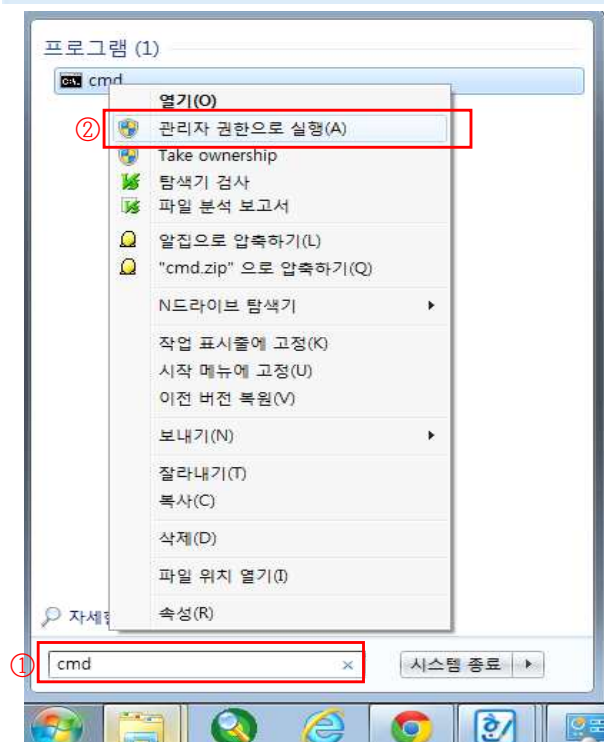 프로그램 (1)
cmd
열기(O)
② 관리자 권한으로 실행(A)
Take ownership
탐색기 검사
파일 분석 보고서
알집으로 압축하기(L)
"cmd.zip" 으로 압축하기(Q)
N드라이브 탐색기
작업 표시줄에 고정(K)
시작 메뉴에 고정(U)
이전 버전 복원(V)
보내기(N)
잘라내기(T)
복사(C)
삭제(D)
파일 위치 열기(I)
속성(R)
자세
① cmd
시스템 종료